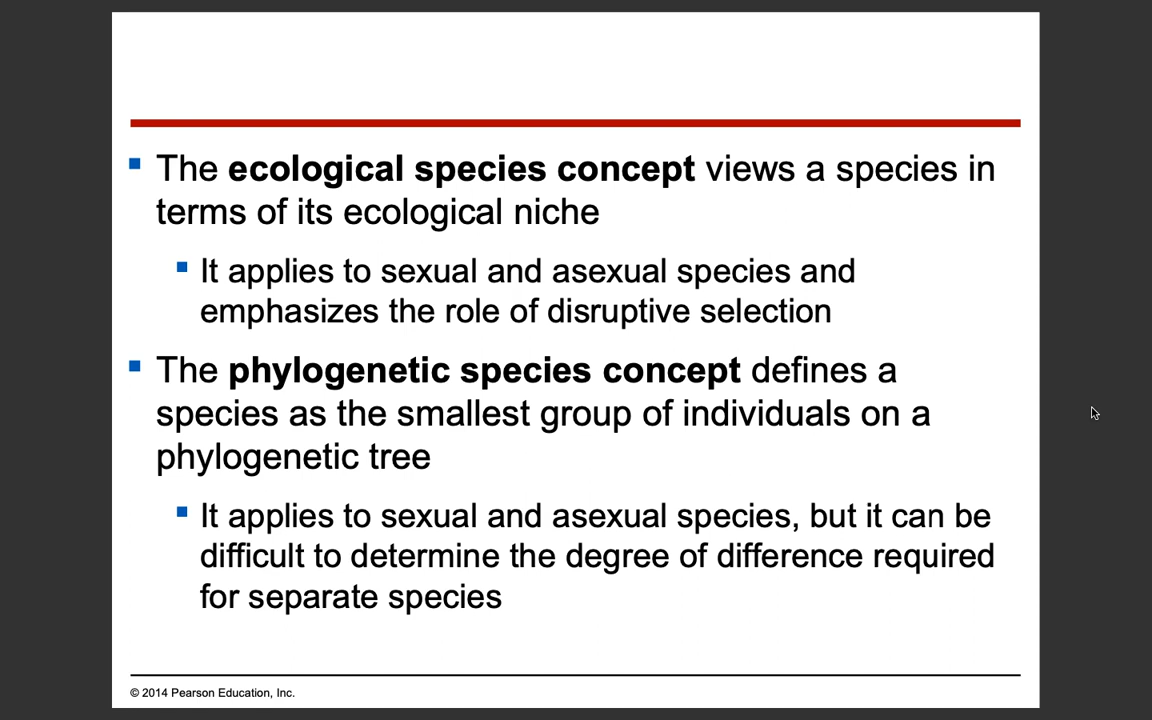 The ecological species concept views a species in
terms of its ecological niche
It applies to sexual and asexual species and
emphasizes the role of disruptive selection
The phylogenetic species concept defines a
species as the smallest group of individuals on a
phylogenetic tree
It applies to sexual and asexual species, but it can be
difficult to determine the degree of difference required
for separate species
© 2014 Pearson Education, Inc.